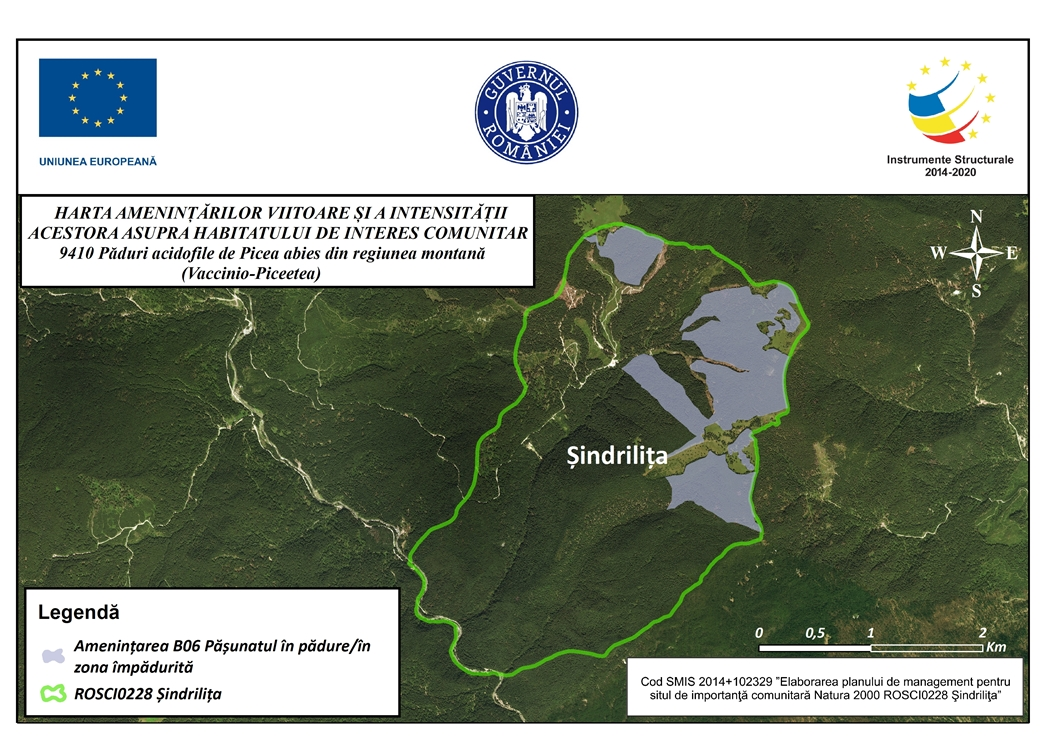 UNIUNEA EUROPEANĂ
GUVERNUL ROMÂNIEI
Instrumente Structurale
2014-2020
HARTA AMENINȚĂRILOR VIITOARE ȘI A INTENSITĂȚII
ACESTORA ASUPRA HABITATULUI DE INTERES COMUNITAR
9410 Păduri acidofile de Picea abies din regiunea montană
(Vaccinio-Piceetea)
N
W
E
S
Șindrilița
Legendă
Amenințarea B06 Pășunatul în pădure/în
zona împădurită
ROSCI0228 Șindrilița
0 0,5 1 2
Km
Cod SMIS 2014+102329 ”Elaborarea planului de management pentru
situl de importanţă comunitară Natura 2000 ROSCI0228 Şindriliţa”